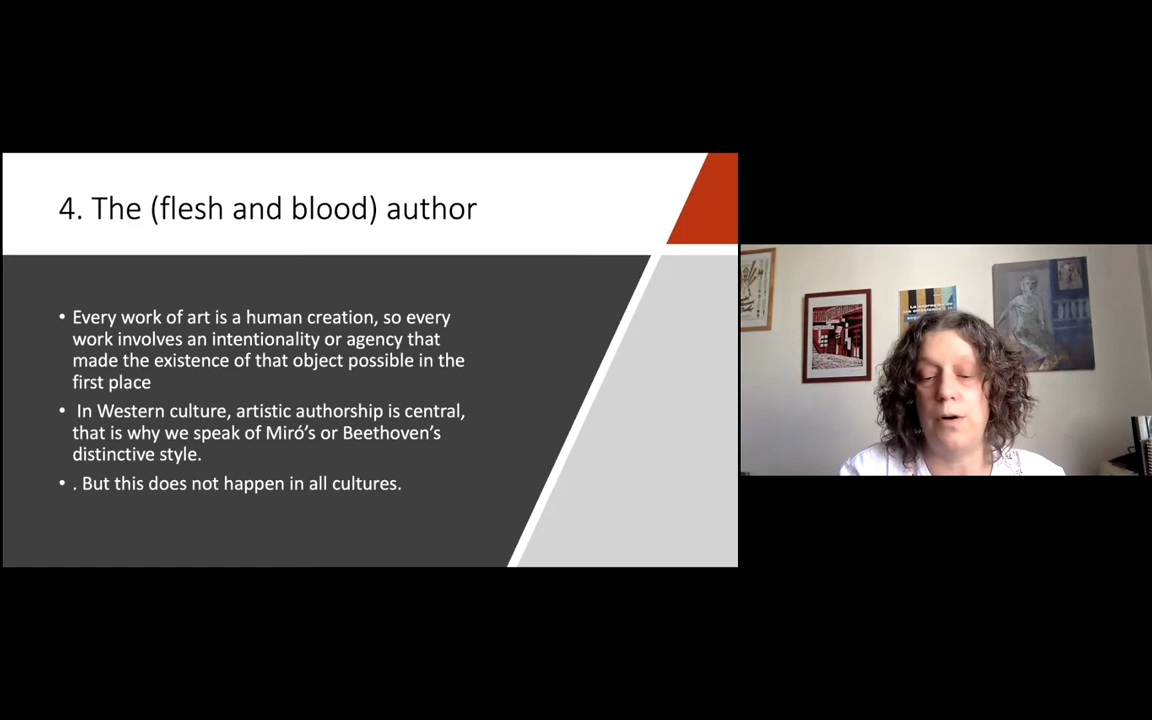 4. The (flesh and blood) author
• Every work of art is a human creation, so every
work involves an intentionality or agency that
made the existence of that object possible in the
first place
•  In Western culture, artistic authorship is central,
that is why we speak of Miró’s or Beethoven’s
distinctive style.
• . But this does not happen in all cultures.